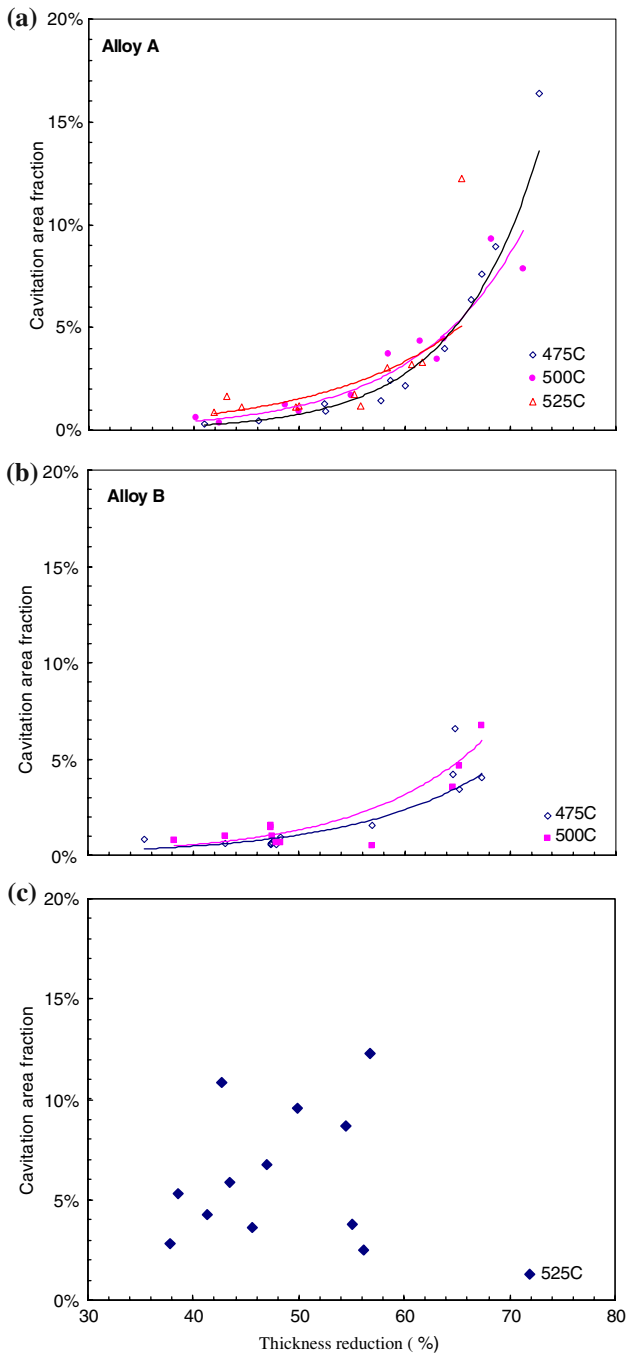 (a)
20%
Alloy A
15%
10%
5%
0%
Cavitation area fraction
475C
500C
525C
(b)
20%
Alloy B
15%
10%
5%
0%
Cavitation area fraction
475C
500C
(c)
20%
15%
10%
5%
0%
Cavitation area fraction
525C
30 40 50 60 70 80
Thickness reduction ( %)